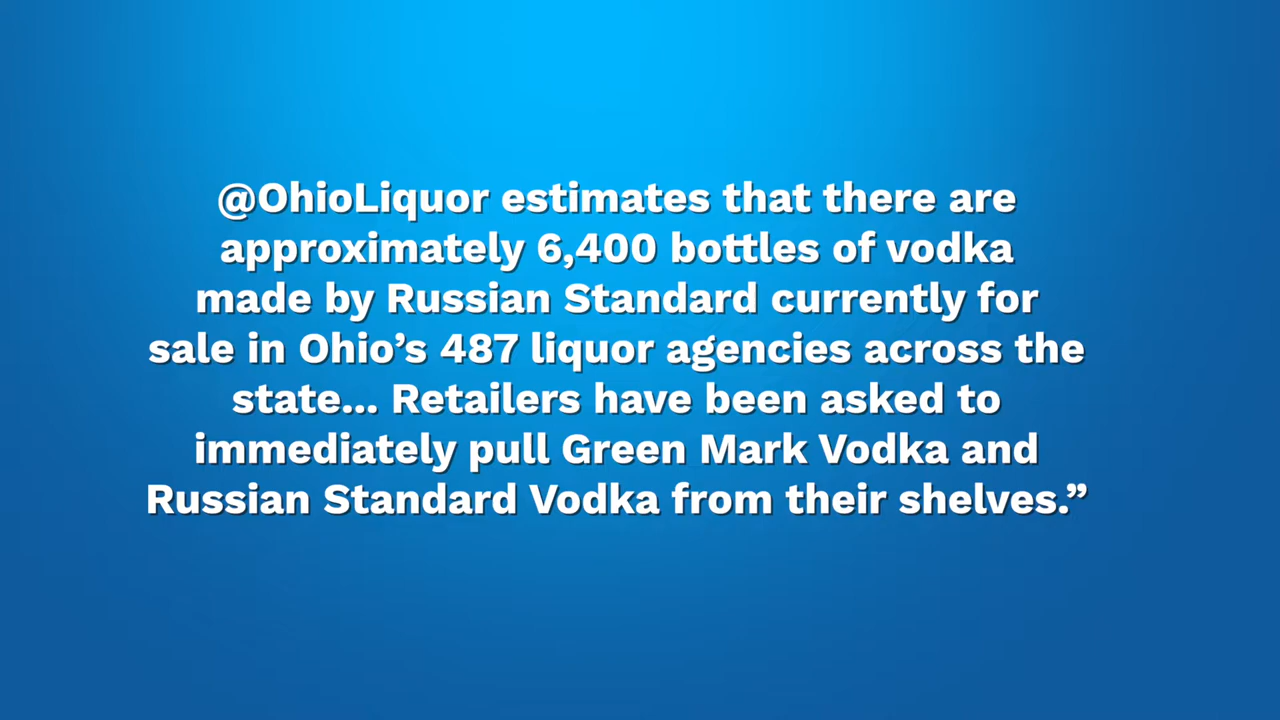 @OhioLiquor estimates that there are
approximately 6,400 bottles of vodka
made by Russian Standard currently for
sale in Ohio’s 487 liquor agencies across the
state... Retailers have been asked to
immediately pull Green Mark Vodka and
Russian Standard Vodka from their shelves.”